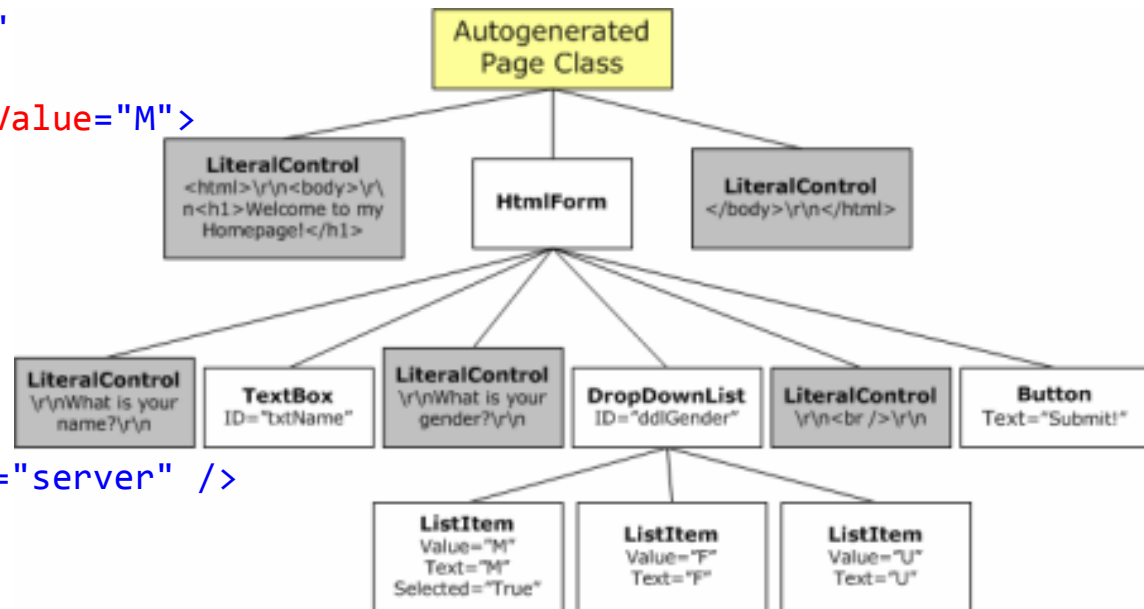 "
Autogenerated
Page Class
Value="M">
LiteralControl
<html>\r\n<body>\r\
n<h1>Welcome to my
Homepage!</h1>
HtmlForm
LiteralControl
</body>\r\n</html>
LiteralControl
\r\nWhat is your
name?\r\n
TextBox
ID="txtName"
LiteralControl
\r\nWhat is your
gender?\r\n
DropDownList
ID="ddlGender"
LiteralControl
\r\n<br />\r\n
Button
Text="Submit!"
="server" />
ListItem
Value="M"
Text="M"
Selected="True"
ListItem
Value="F"
Text="F"
ListItem
Value="U"
Text="U"